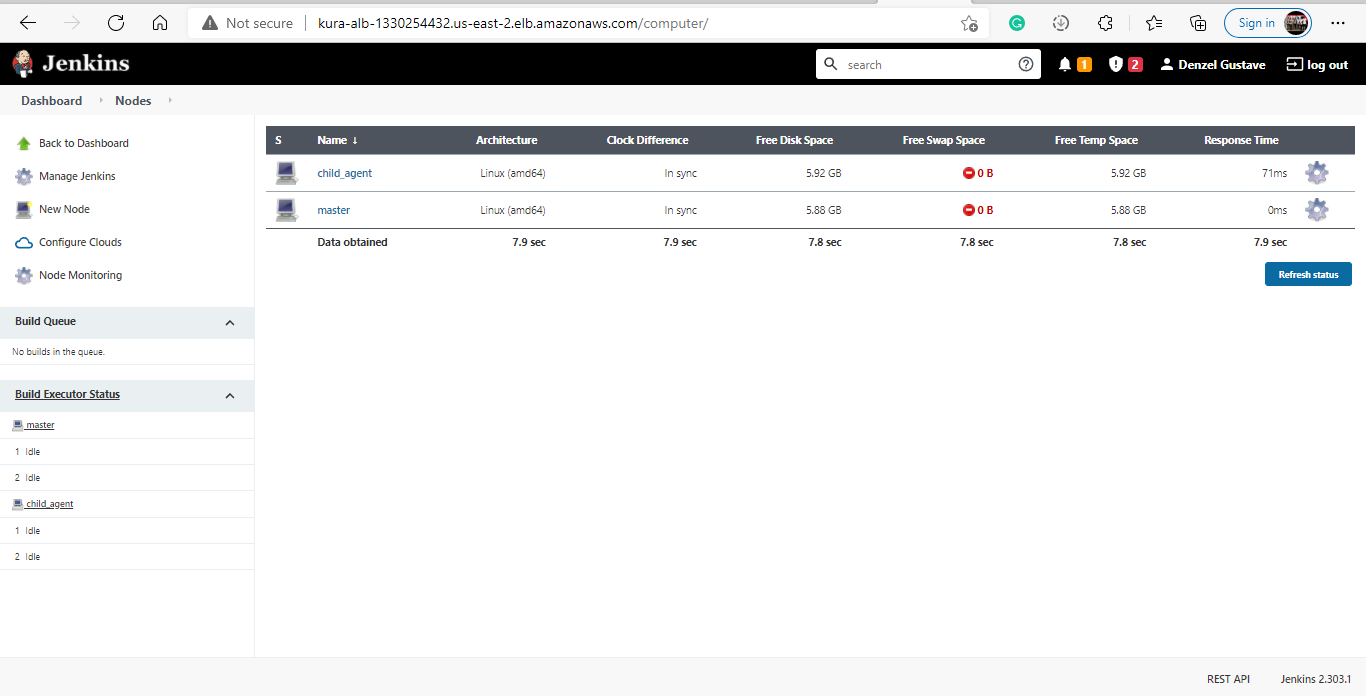 Not secure kura-alb-1330254432.us-east-2.elb.amazonaws.com/computer/ Sign in
Jenkins search 1 2 Denzel Gustave log out
Dashboard Nodes
Back to Dashboard
Manage Jenkins
New Node
Configure Clouds
Node Monitoring
Build Queue
No builds in the queue.
Build Executor Status
master
1 Idle
2 Idle
child_agent
1 Idle
2 Idle
S Name ↓ Architecture Clock Difference Free Disk Space Free Swap Space Free Temp Space Response Time
child_agent Linux (amd64) In sync 5.92 GB 0 B 5.92 GB 71ms
master Linux (amd64) In sync 5.88 GB 0 B 5.88 GB 0ms
Data obtained 7.9 sec 7.9 sec 7.8 sec 7.8 sec 7.8 sec 7.9 sec
Refresh status
REST API Jenkins 2.303.1